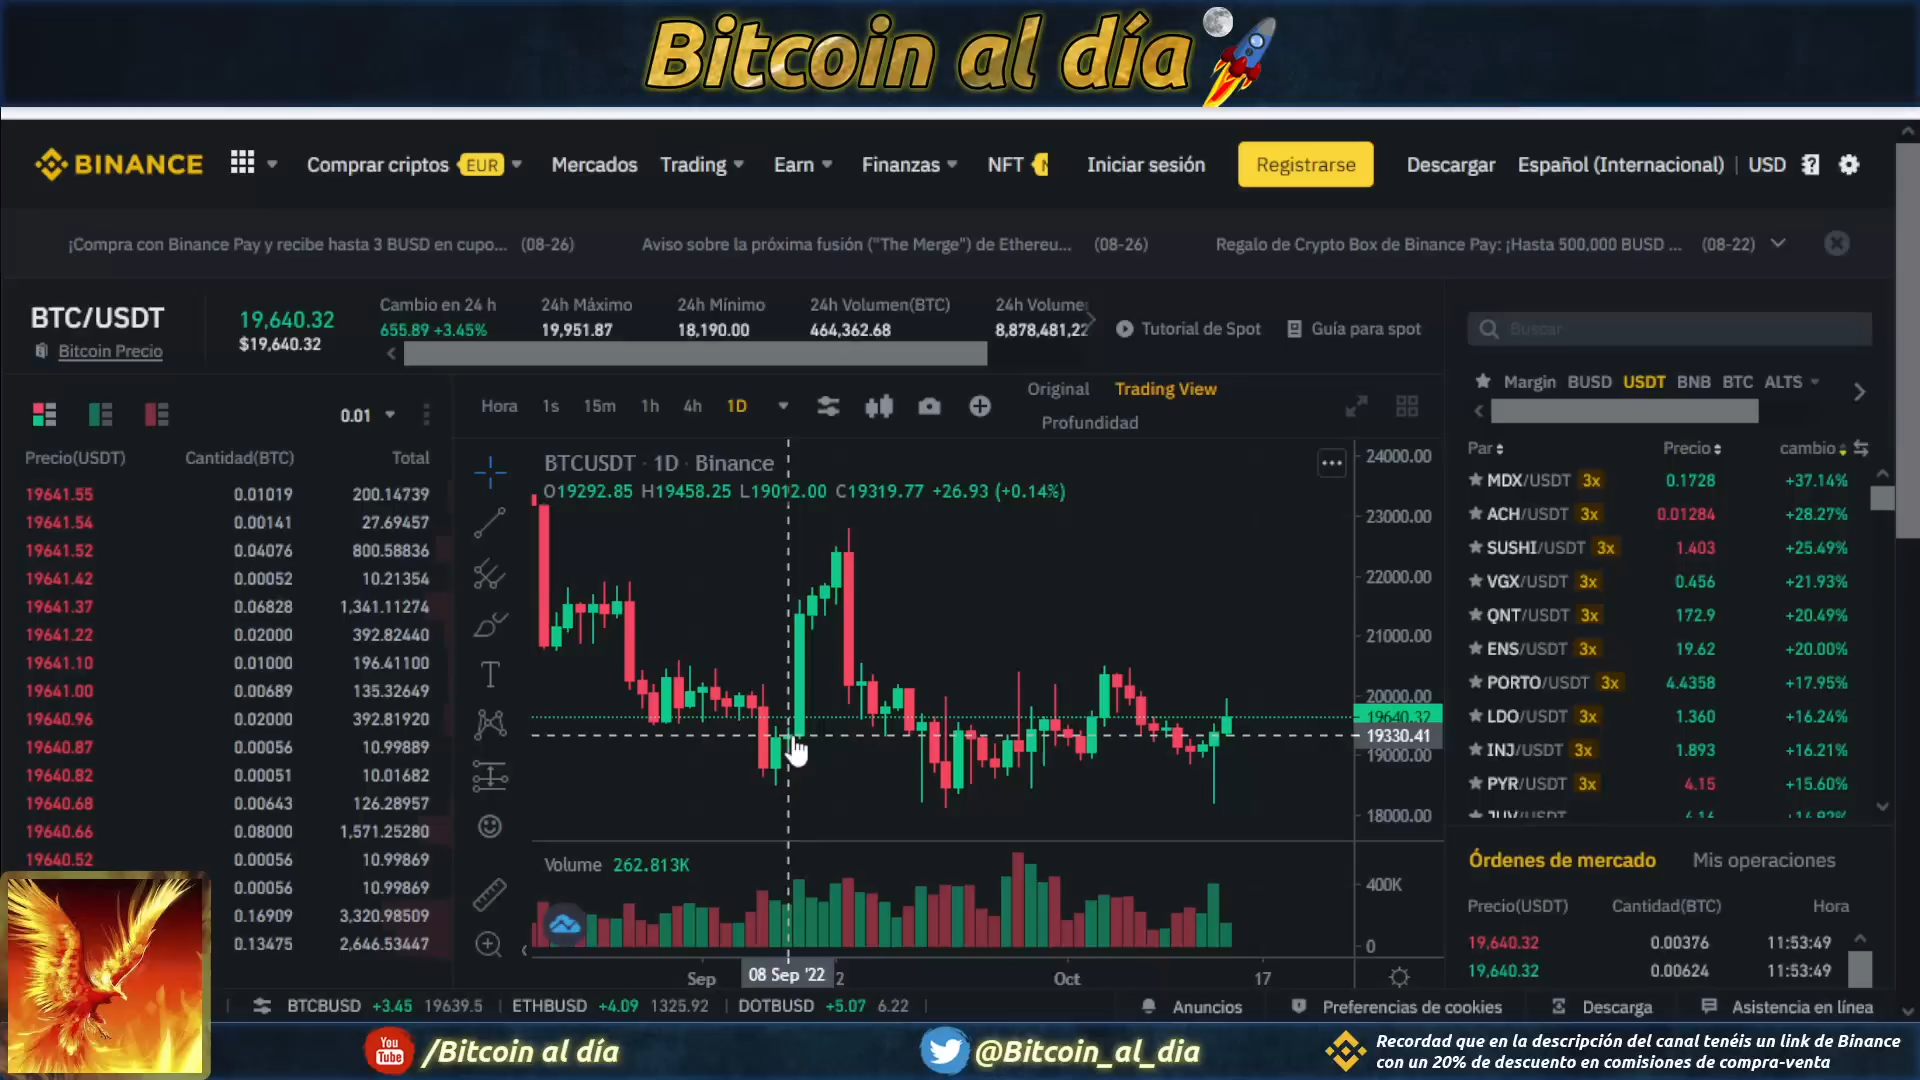 Bitcoin al día
BINANCE
Comprar criptos EUR
Mercados
Trading
Earn
Finanzas
NFT
Iniciar sesión
Registrarse
Descargar
Español (Internacional)
USD
¡Compra con Binance Pay y recibe hasta 3 BUSD en cupo... (08-26)
Aviso sobre la próxima fusión ("The Merge") de Ethereu... (08-26)
Regalo de Crypto Box de Binance Pay: ¡Hasta 500,000 BUSD ... (08-22)
BTC/USDT
Bitcoin Precio
19,640.32
$19,640.32
Cambio en 24 h
655.89 +3.45%
24h Máximo
19,951.87
24h Mínimo
18,190.00
24h Volumen(BTC)
464,362.68
24h Volume
8,878,481,22
Tutorial de Spot
Guía para spot
Buscar
0.01
Precio(USDT) Cantidad(BTC) Total
19641.55 0.01019 200.14739
19641.54 0.00141 27.69457
19641.52 0.04076 800.58836
19641.42 0.00052 10.21354
19641.37 0.06828 1,341.11274
19641.22 0.02000 392.82440
19641.10 0.01000 196.41100
19641.00 0.00689 135.32649
19640.96 0.02000 392.81920
19640.87 0.00056 10.99889
19640.82 0.00051 10.01682
19640.68 0.00643 126.28957
19640.66 0.08000 1,571.25280
19640.52 0.00056 10.99869
0.00056 10.99869
0.16909 3,320.98509
0.13475 2,646.53447
Hora 1s 15m 1h 4h 1D
Original Trading View
Profundidad
BTCUSDT · 1D · Binance
O19292.85 H19458.25 L19012.00 C19319.77 +26.93 (+0.14%)
24000.00
23000.00
22000.00
21000.00
20000.00
19640.32
19330.41
19000.00
18000.00
Volume 262.813K
400K
0
Sep
08 Sep '22
2
Oct
17
Margin BUSD USDT BNB BTC ALTS
Par Precio cambio
MDX/USDT 3x 0.1728 +37.14%
ACH/USDT 3x 0.01284 +28.27%
SUSHI/USDT 3x 1.403 +25.49%
VGX/USDT 3x 0.456 +21.93%
QNT/USDT 3x 172.9 +20.49%
ENS/USDT 3x 19.62 +20.00%
PORTO/USDT 3x 4.4358 +17.95%
LDO/USDT 3x 1.360 +16.24%
INJ/USDT 3x 1.893 +16.21%
PYR/USDT 3x 4.15 +15.60%
Órdenes de mercado Mis operaciones
Precio(USDT) Cantidad(BTC) Hora
19,640.32 0.00376 11:53:49
19,640.32 0.00624 11:53:49
BTCBUSD +3.45 19639.5
ETHBUSD +4.09 1325.92
DOTBUSD +5.07 6.22
Anuncios
Preferencias de cookies
Descarga
Asistencia en línea
You
Tube
/Bitcoin al día
@Bitcoin_al_dia
Recordad que en la descripción del canal tenéis un link de Binance
con un 20% de descuento en comisiones de compra-venta